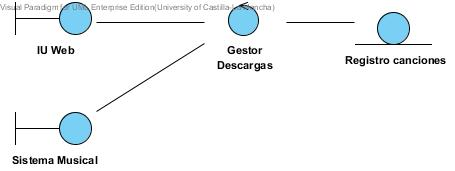 Visual Paradigm for UML Enterprise Edition(University of Castilla-La Mancha)
IU Web
Gestor
Descargas
Registro canciones
Sistema Musical